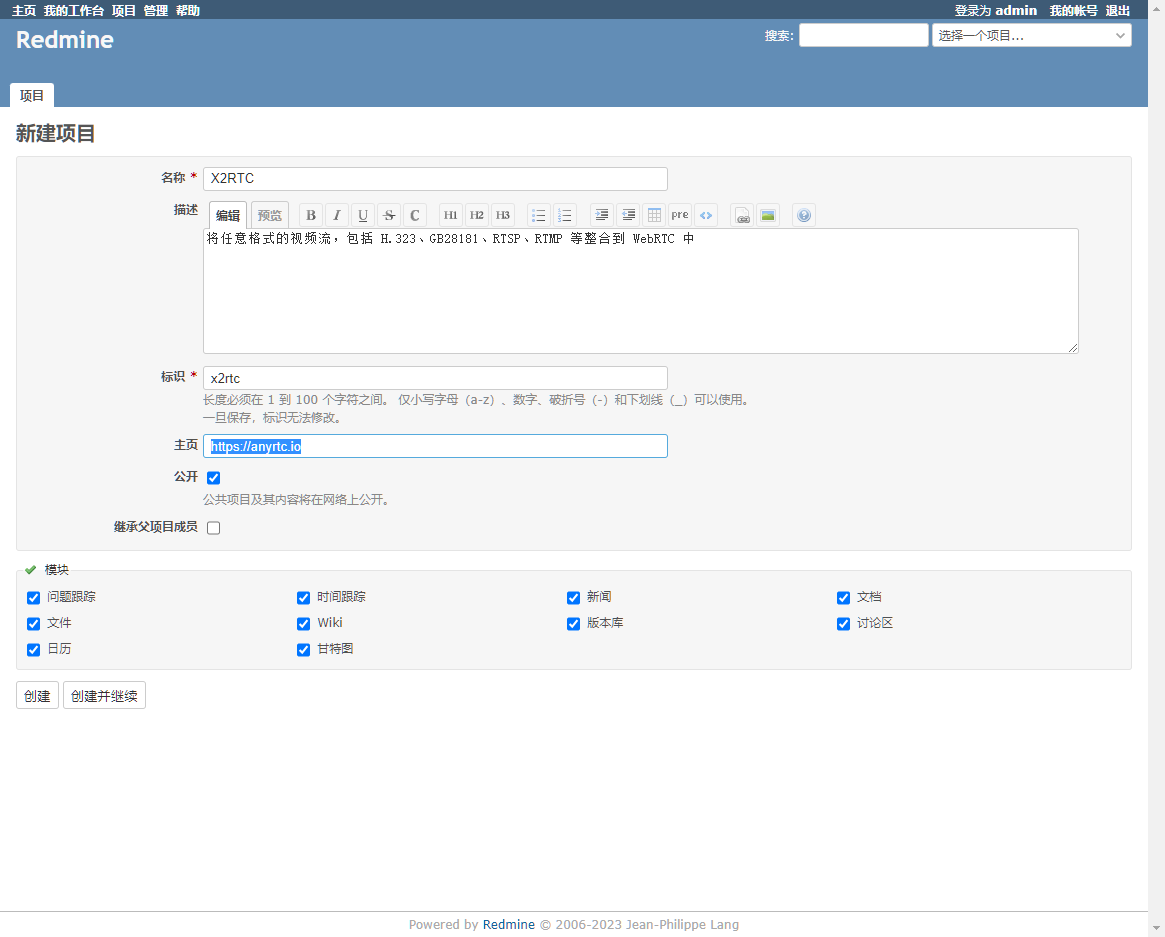 主页 我的工作台 项目 管理 帮助 登录为 admin 我的帐号 退出
Redmine 搜索: 选择一个项目...
项目
新建项目
名称 * X2RTC
描述 编辑 预览 B I U S C H1 H2 H3 pre <>
将任意格式的视频流，包括 H.323、GB28181、RTSP、RTMP 等整合到 WebRTC 中
标识 * x2rtc
长度必须在 1 到 100 个字符之间。 仅小写字母（a-z）、数字、破折号（-）和下划线（_）可以使用。
一旦保存，标识无法修改。
主页 https://anyrtc.io
公开
公共项目及其内容将在网络上公开。
继承父项目成员
模块
问题跟踪 时间跟踪 新闻 文档
文件 Wiki 版本库 讨论区
日历 甘特图
创建 创建并继续
Powered by Redmine © 2006-2023 Jean-Philippe Lang